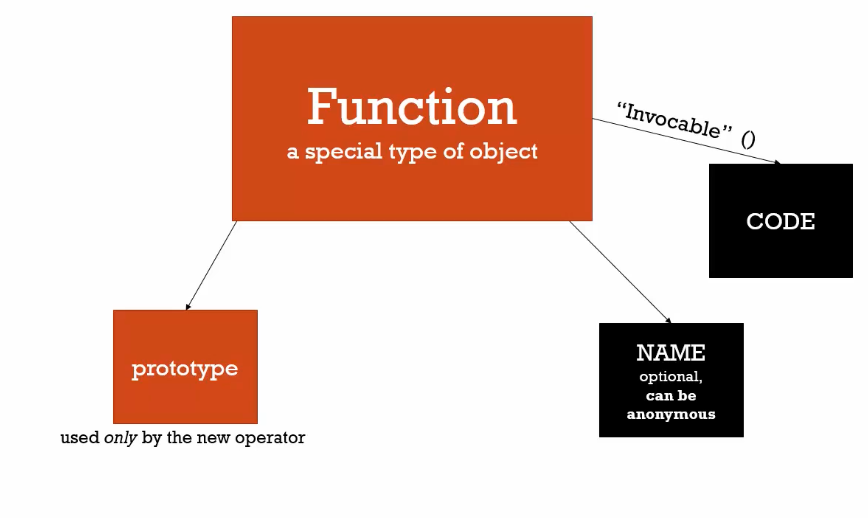 Function
a special type of object
“Invocable” ()
CODE
prototype
used only by the new operator
NAME
optional,
can be
anonymous